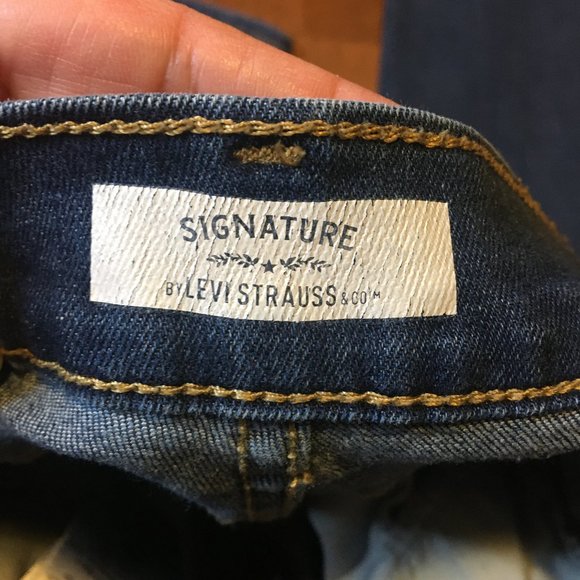 SIGNATURE
BY LEVI STRAUSS & CO™